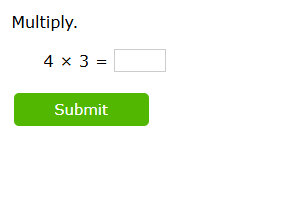 Multiply.
4 × 3 =
Submit